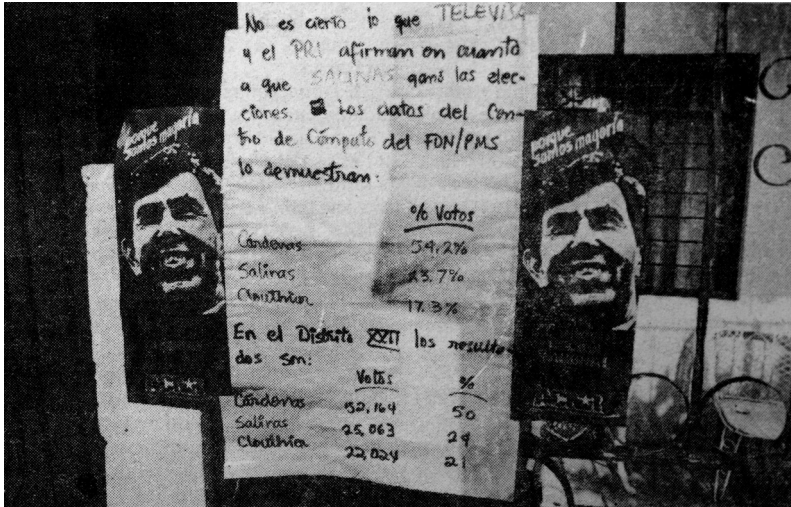 No es cierto lo que TELEVISA
y el PRI afirman en cuanto
a que SALINAS ganó las elec-
ciones. Los datos del Cen-
tro de Cómputo del FDN/PMS
lo demuestran:
% Votos
Cárdenas 54.2%
Salinas 23.7%
Clouthier 17.3%
En el Distrito XXII los resulta-
dos son:
Votos %
Cárdenas 52,164 50
Salinas 25,063 24
Clouthier 22,024 21
porque
somos mayoría
porque
somos mayoría